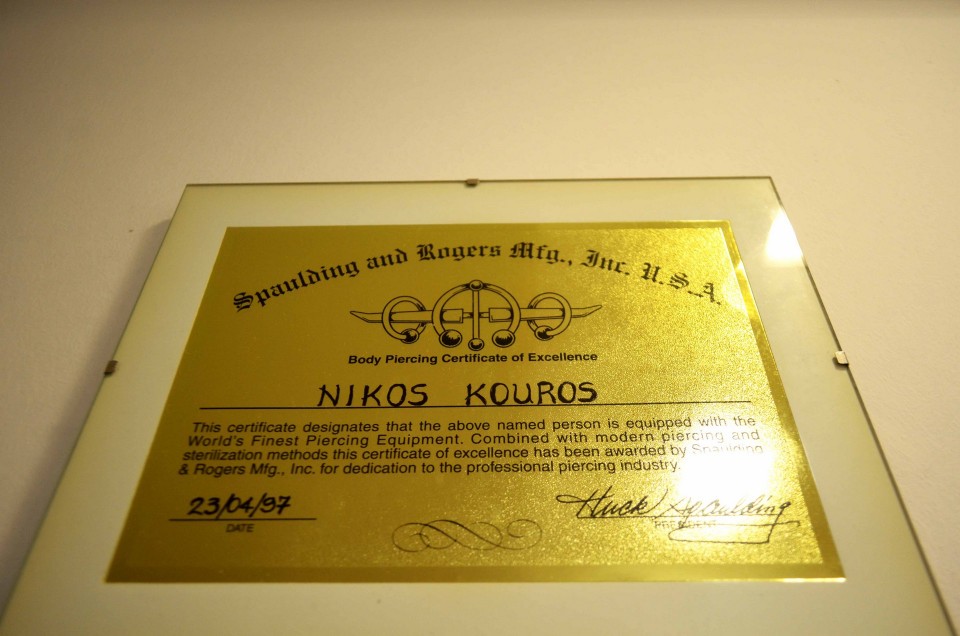 Spaulding and Rogers Mfg., Inc. U.S.A.
Body Piercing Certificate of Excellence
NIKOS KOUROS
This certificate designates that the above named person is equipped with the
World's Finest Piercing Equipment. Combined with modern piercing and
sterilization methods this certificate of excellence has been awarded by Spaulding
& Rogers Mfg., Inc. for dedication to the professional piercing industry.
23/04/97
Huck Spaulding
DATE
PRESIDENT